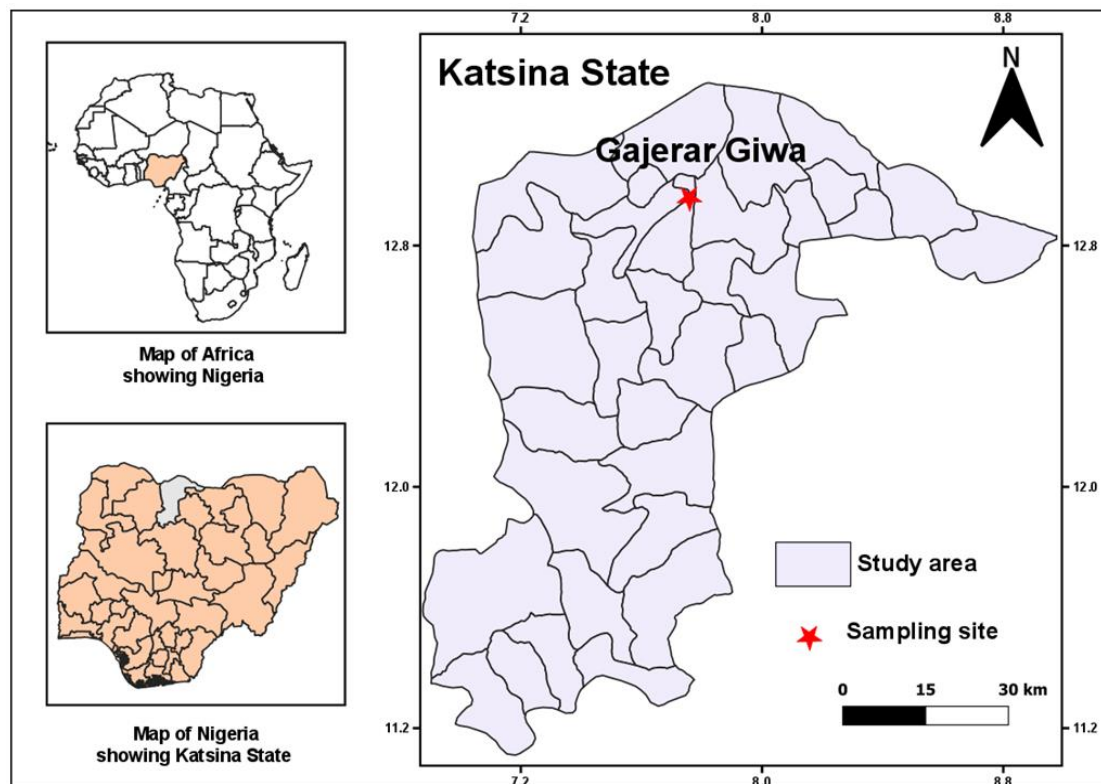 Map of Africa
showing Nigeria
Map of Nigeria
showing Katsina State
7.2 8.0 8.8
Katsina State
N
Gajerar Giwa
12.8 12.8
12.0 12.0
Study area
Sampling site
0 15 30 km
11.2 11.2
7.2 8.0 8.8